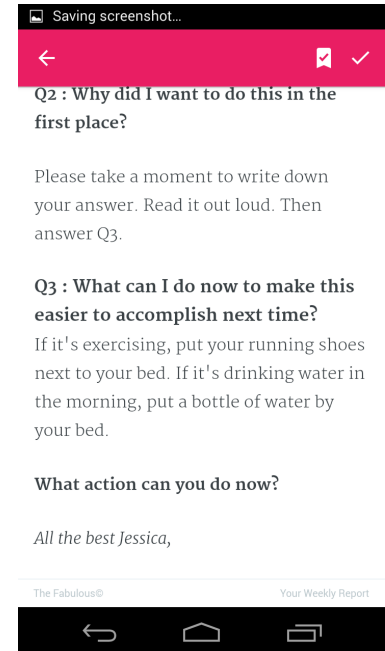 Saving screenshot...
Q2 : Why did I want to do this in the
first place?
Please take a moment to write down
your answer. Read it out loud. Then
answer Q3.
Q3 : What can I do now to make this
easier to accomplish next time?
If it's exercising, put your running shoes
next to your bed. If it's drinking water in
the morning, put a bottle of water by
your bed.
What action can you do now?
All the best Jessica,
The Fabulous© Your Weekly Report